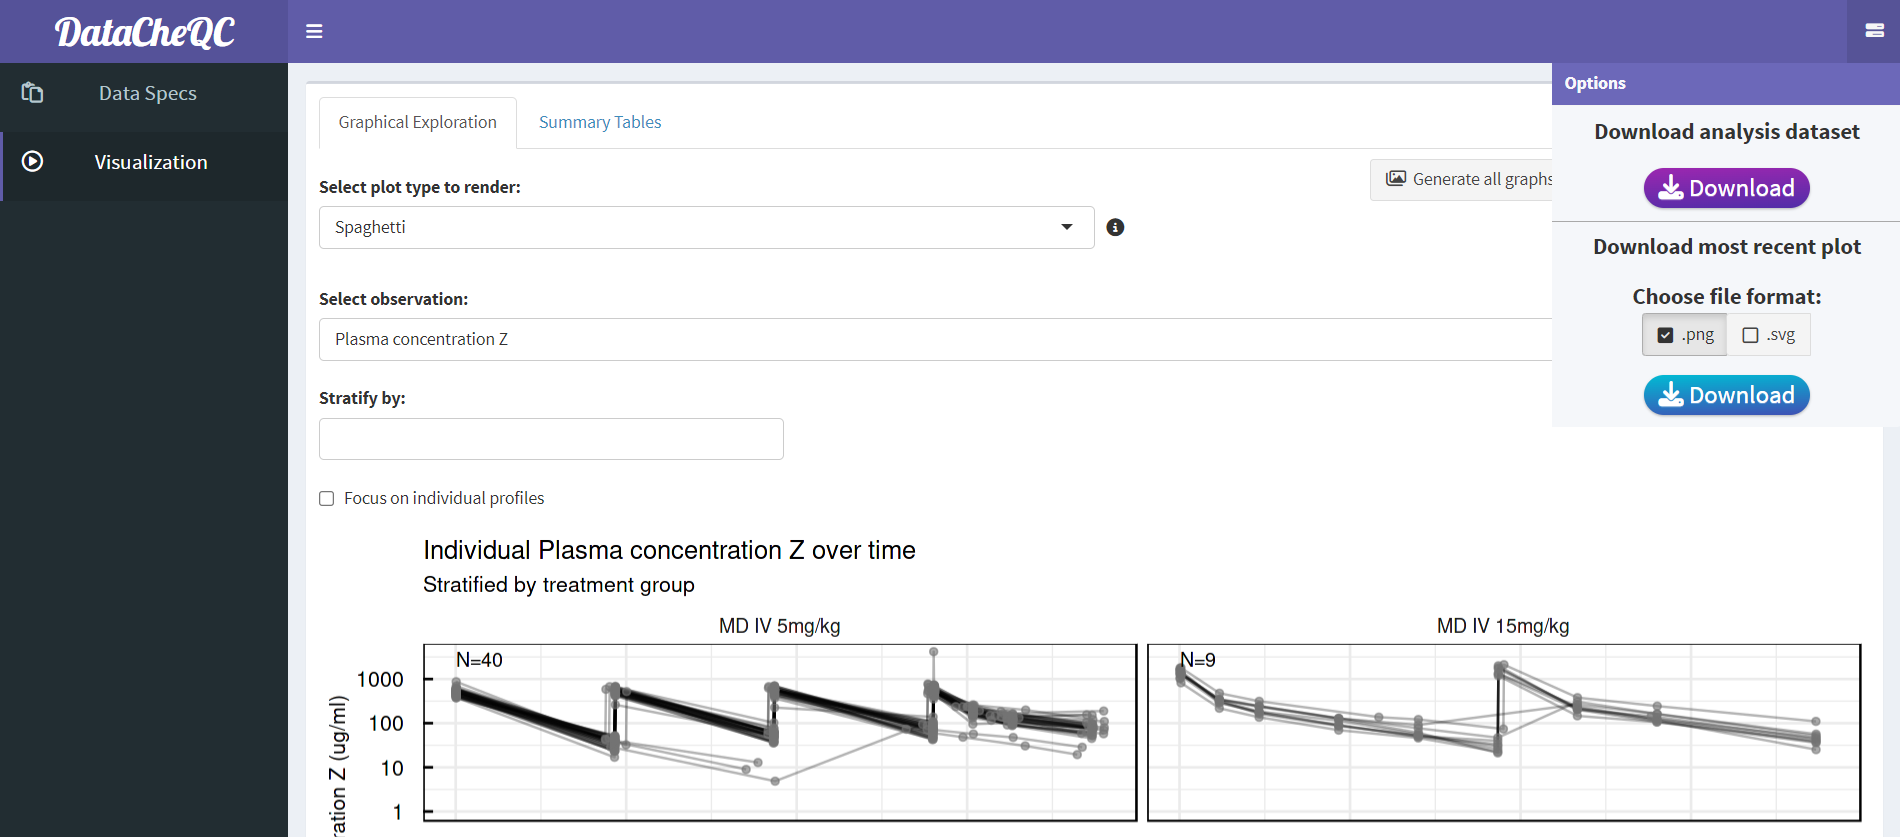 DataCheQC
Data Specs
Visualization
Graphical Exploration
Summary Tables
Select plot type to render:
Generate all graphs
Spaghetti
Select observation:
Plasma concentration Z
Stratify by:
Focus on individual profiles
Options
Download analysis dataset
Download
Download most recent plot
Choose file format:
.png
.svg
Download
Individual Plasma concentration Z over time
Stratified by treatment group
MD IV 5mg/kg
MD IV 15mg/kg
N=40
N=9
1000
100
10
1
ration Z (ug/ml)